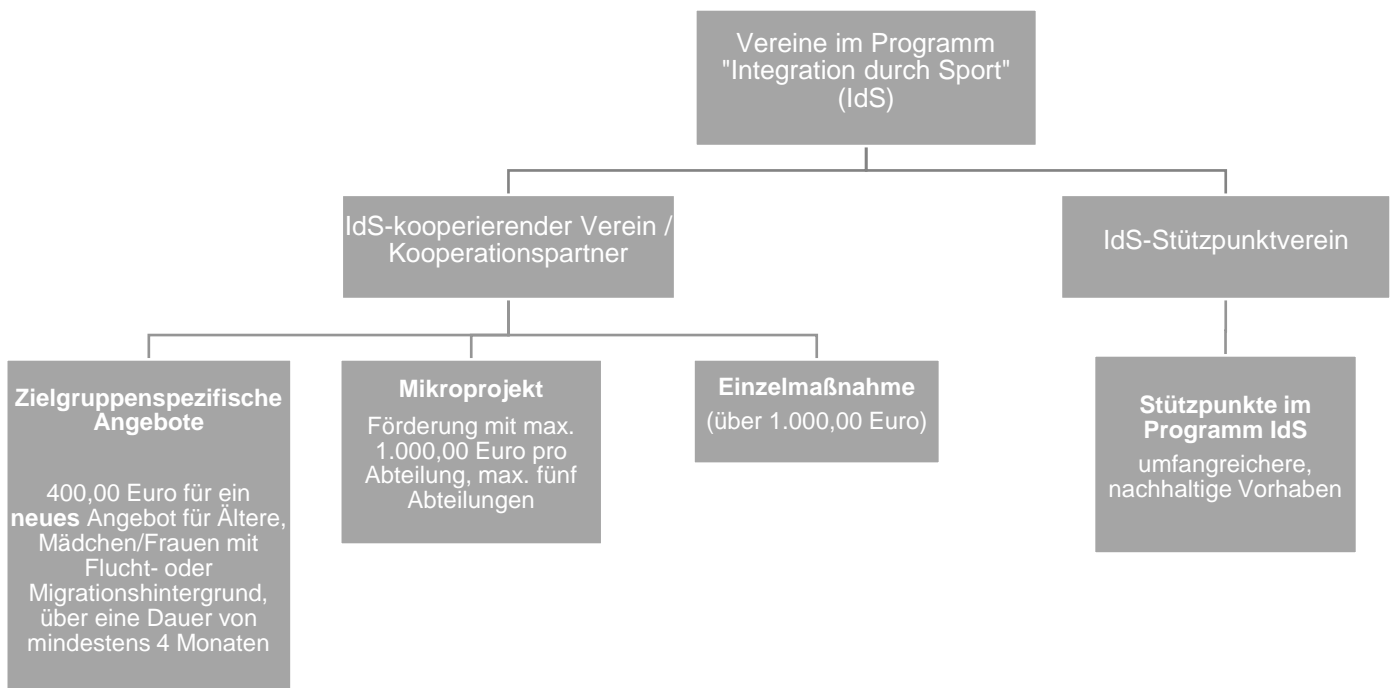 Vereine im Programm
"Integration durch Sport"
(IdS)
IdS-kooperierender Verein /
Kooperationspartner
IdS-Stützpunktverein
Zielgruppenspezifische
Angebote
400,00 Euro für ein
neues Angebot für Ältere,
Mädchen/Frauen mit
Flucht- oder
Migrationshintergrund,
über eine Dauer von
mindestens 4 Monaten
Mikroprojekt
Förderung mit max.
1.000,00 Euro pro
Abteilung, max. fünf
Abteilungen
Einzelmaßnahme
(über 1.000,00 Euro)
Stützpunkte im
Programm IdS
umfangreichere,
nachhaltige Vorhaben